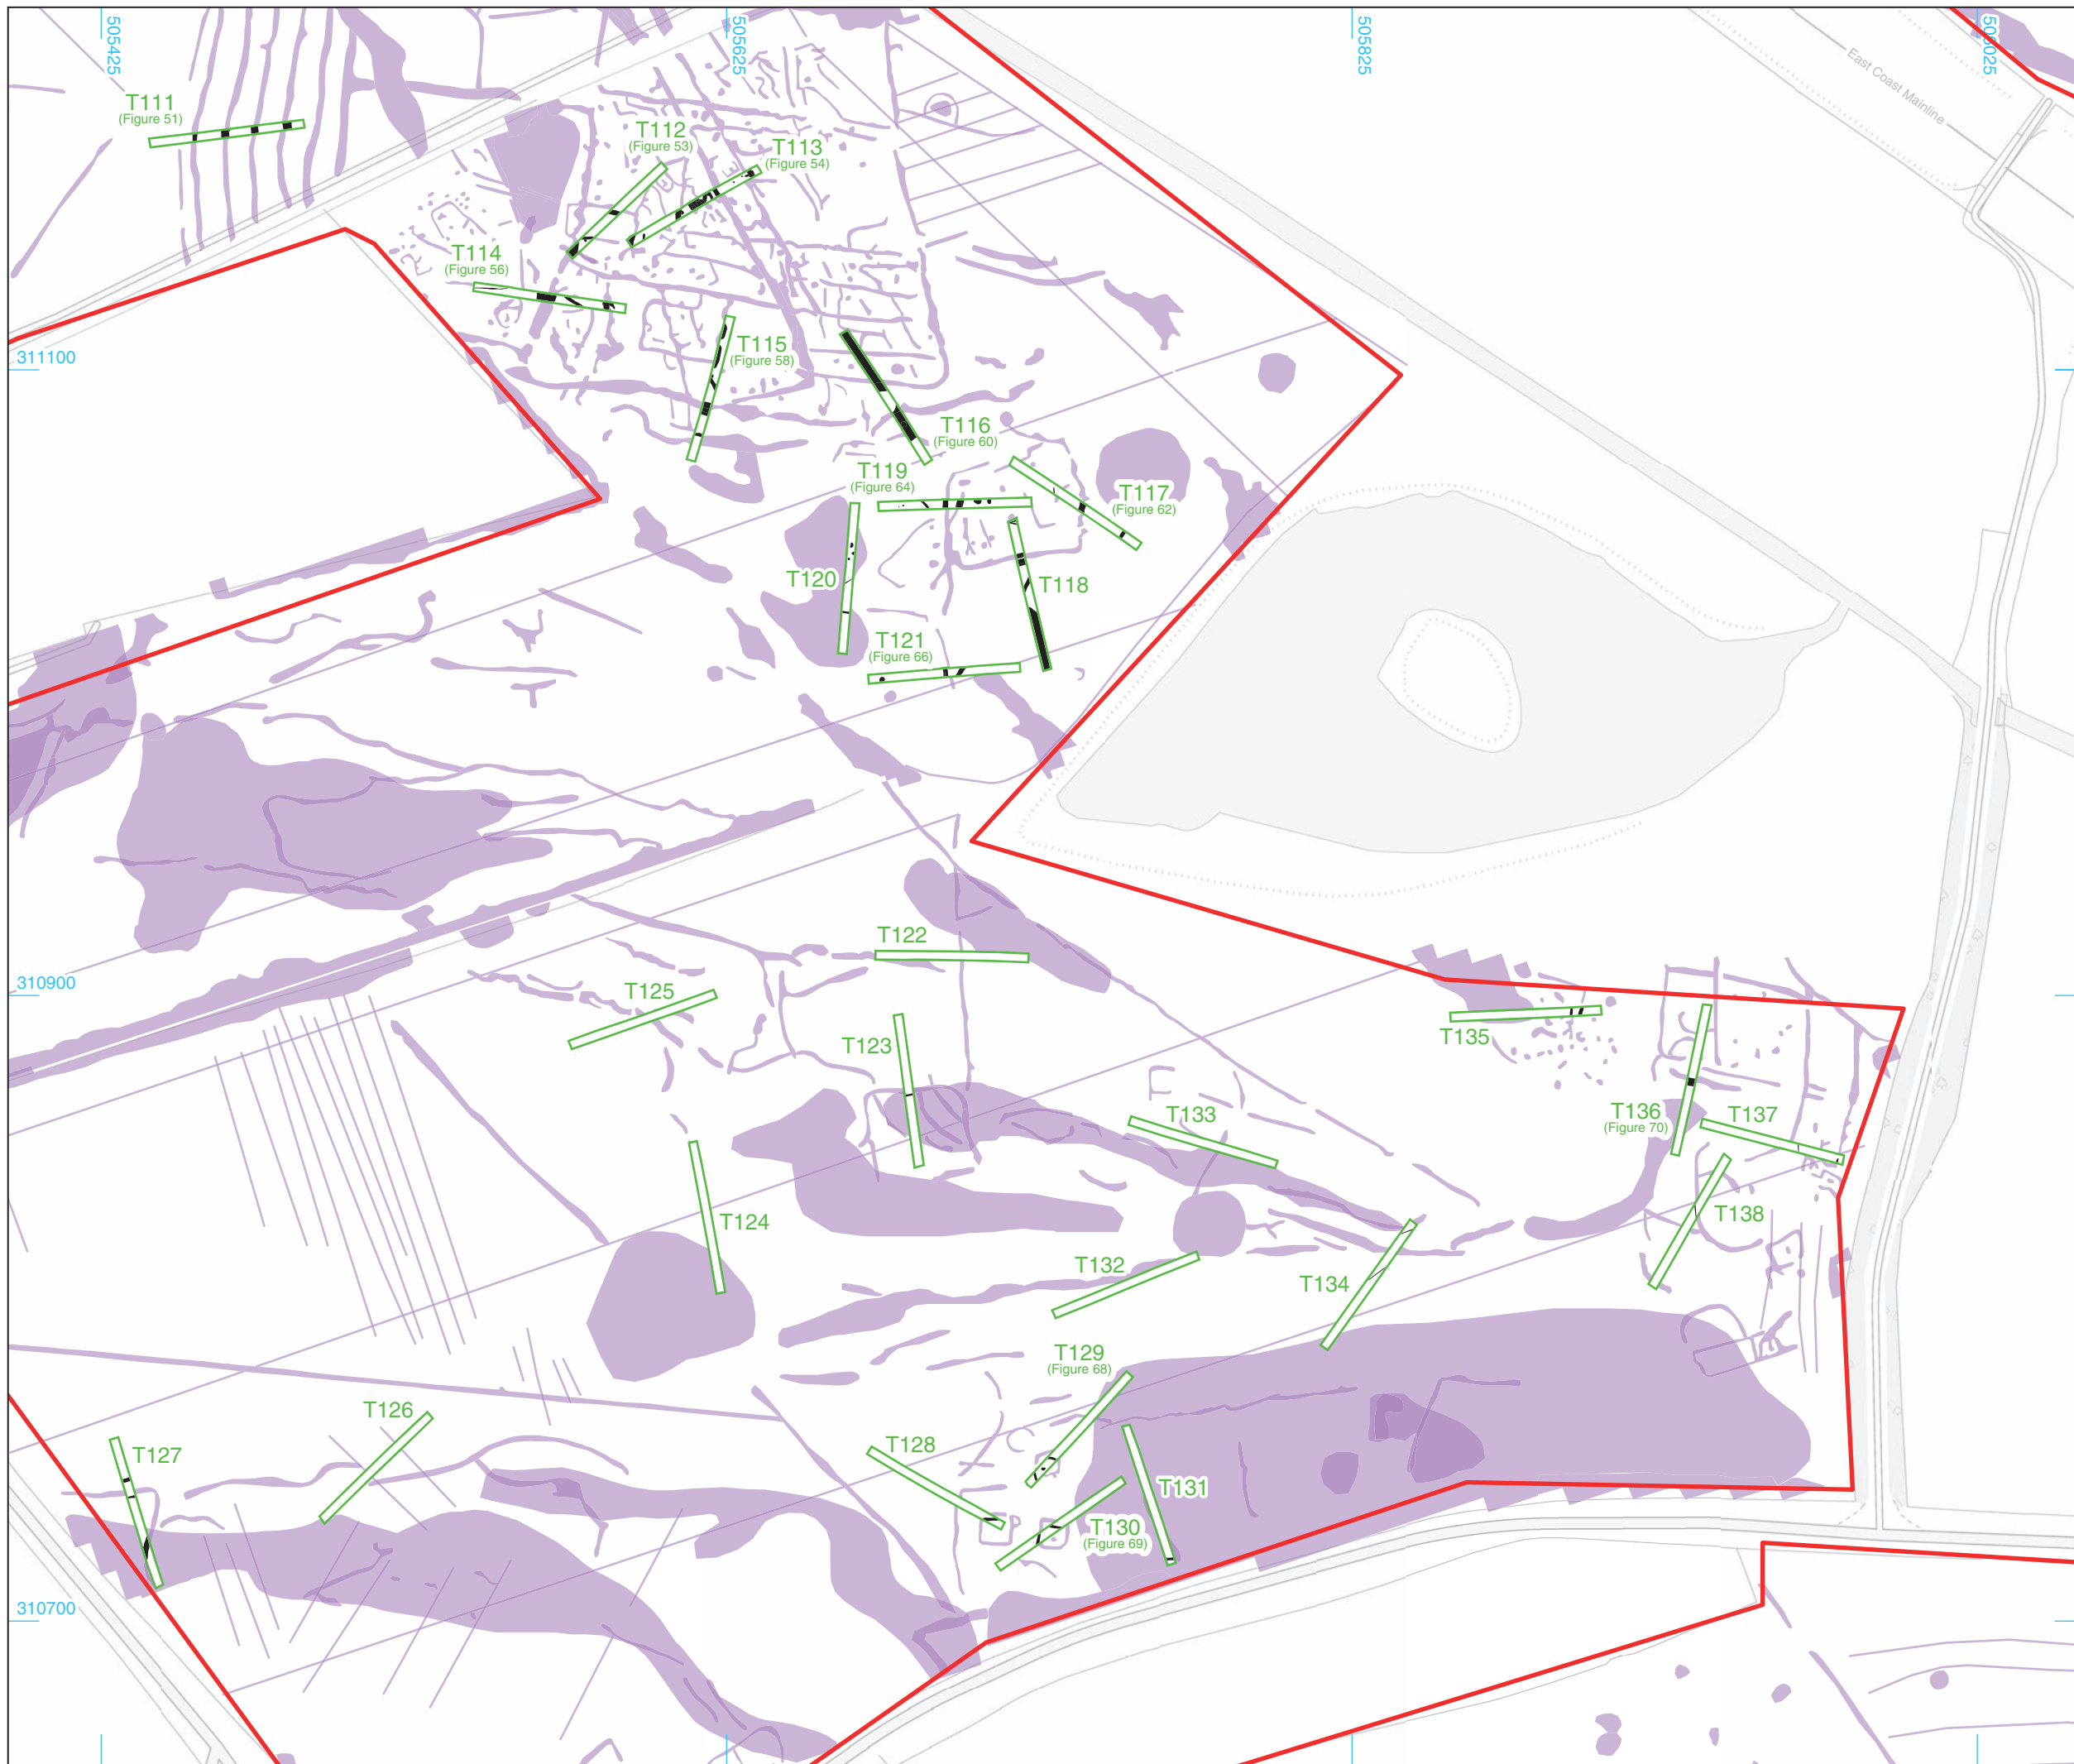 505425
505625
505825
506025
East Coast Mainline
T111
(Figure 51)
T112
(Figure 53)
T113
(Figure 54)
T114
(Figure 56)
T115
(Figure 58)
311100
T116
(Figure 60)
T119
(Figure 64)
T117
(Figure 62)
T120
T118
T121
(Figure 66)
T122
310900
T125
T123
T135
T133
T136
(Figure 70)
T137
T124
T138
T132
T134
T129
(Figure 68)
T126
T127
T128
T131
T130
(Figure 69)
310700